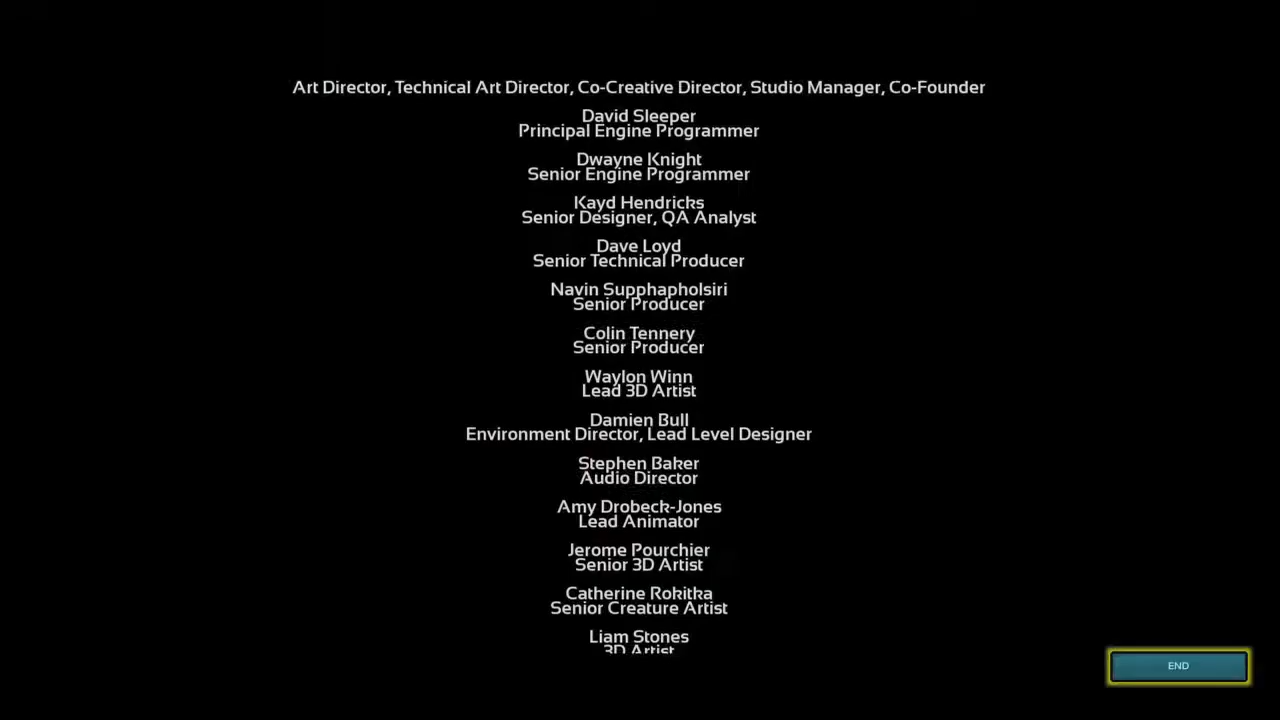 Art Director, Technical Art Director, Co-Creative Director, Studio Manager, Co-Founder
David Sleeper
Principal Engine Programmer
Dwayne Knight
Senior Engine Programmer
Kayd Hendricks
Senior Designer, QA Analyst
Dave Loyd
Senior Technical Producer
Navin Supphapholsiri
Senior Producer
Colin Tennery
Senior Producer
Waylon Winn
Lead 3D Artist
Damien Bull
Environment Director, Lead Level Designer
Stephen Baker
Audio Director
Amy Drobeck-Jones
Lead Animator
Jerome Pourchier
Senior 3D Artist
Catherine Rokitka
Senior Creature Artist
Liam Stones
3D Artist
END